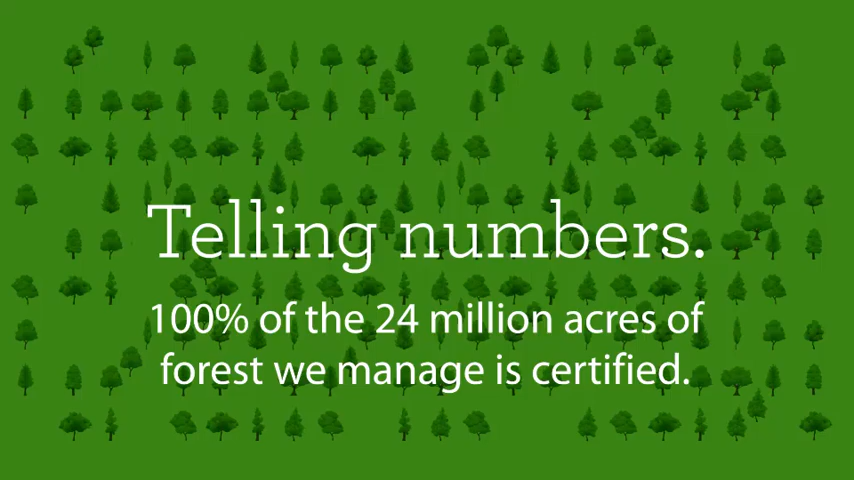 Telling numbers.
100% of the 24 million acres of
forest we manage is certified.